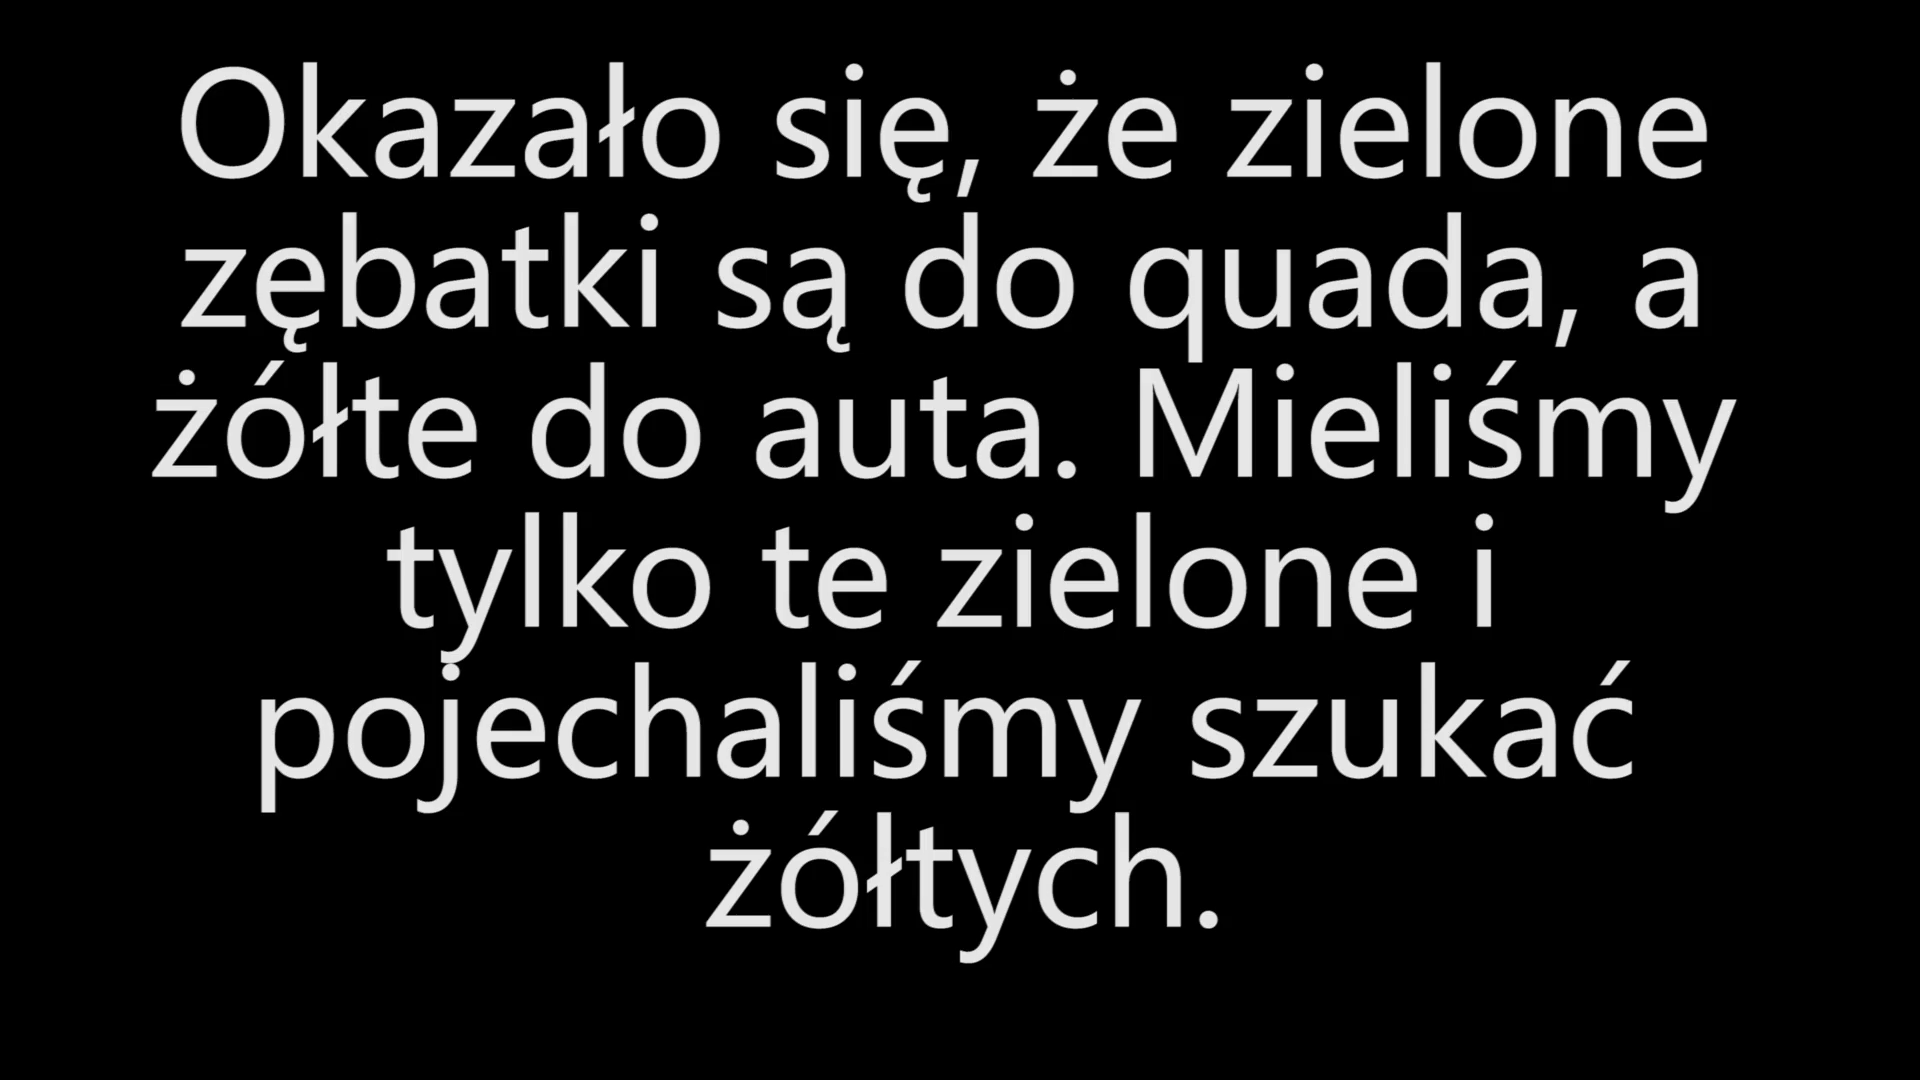 Okazało się, że zielone
zębatki są do quada, a
żółte do auta. Mieliśmy
tylko te zielone i
pojechaliśmy szukać
żółtych.